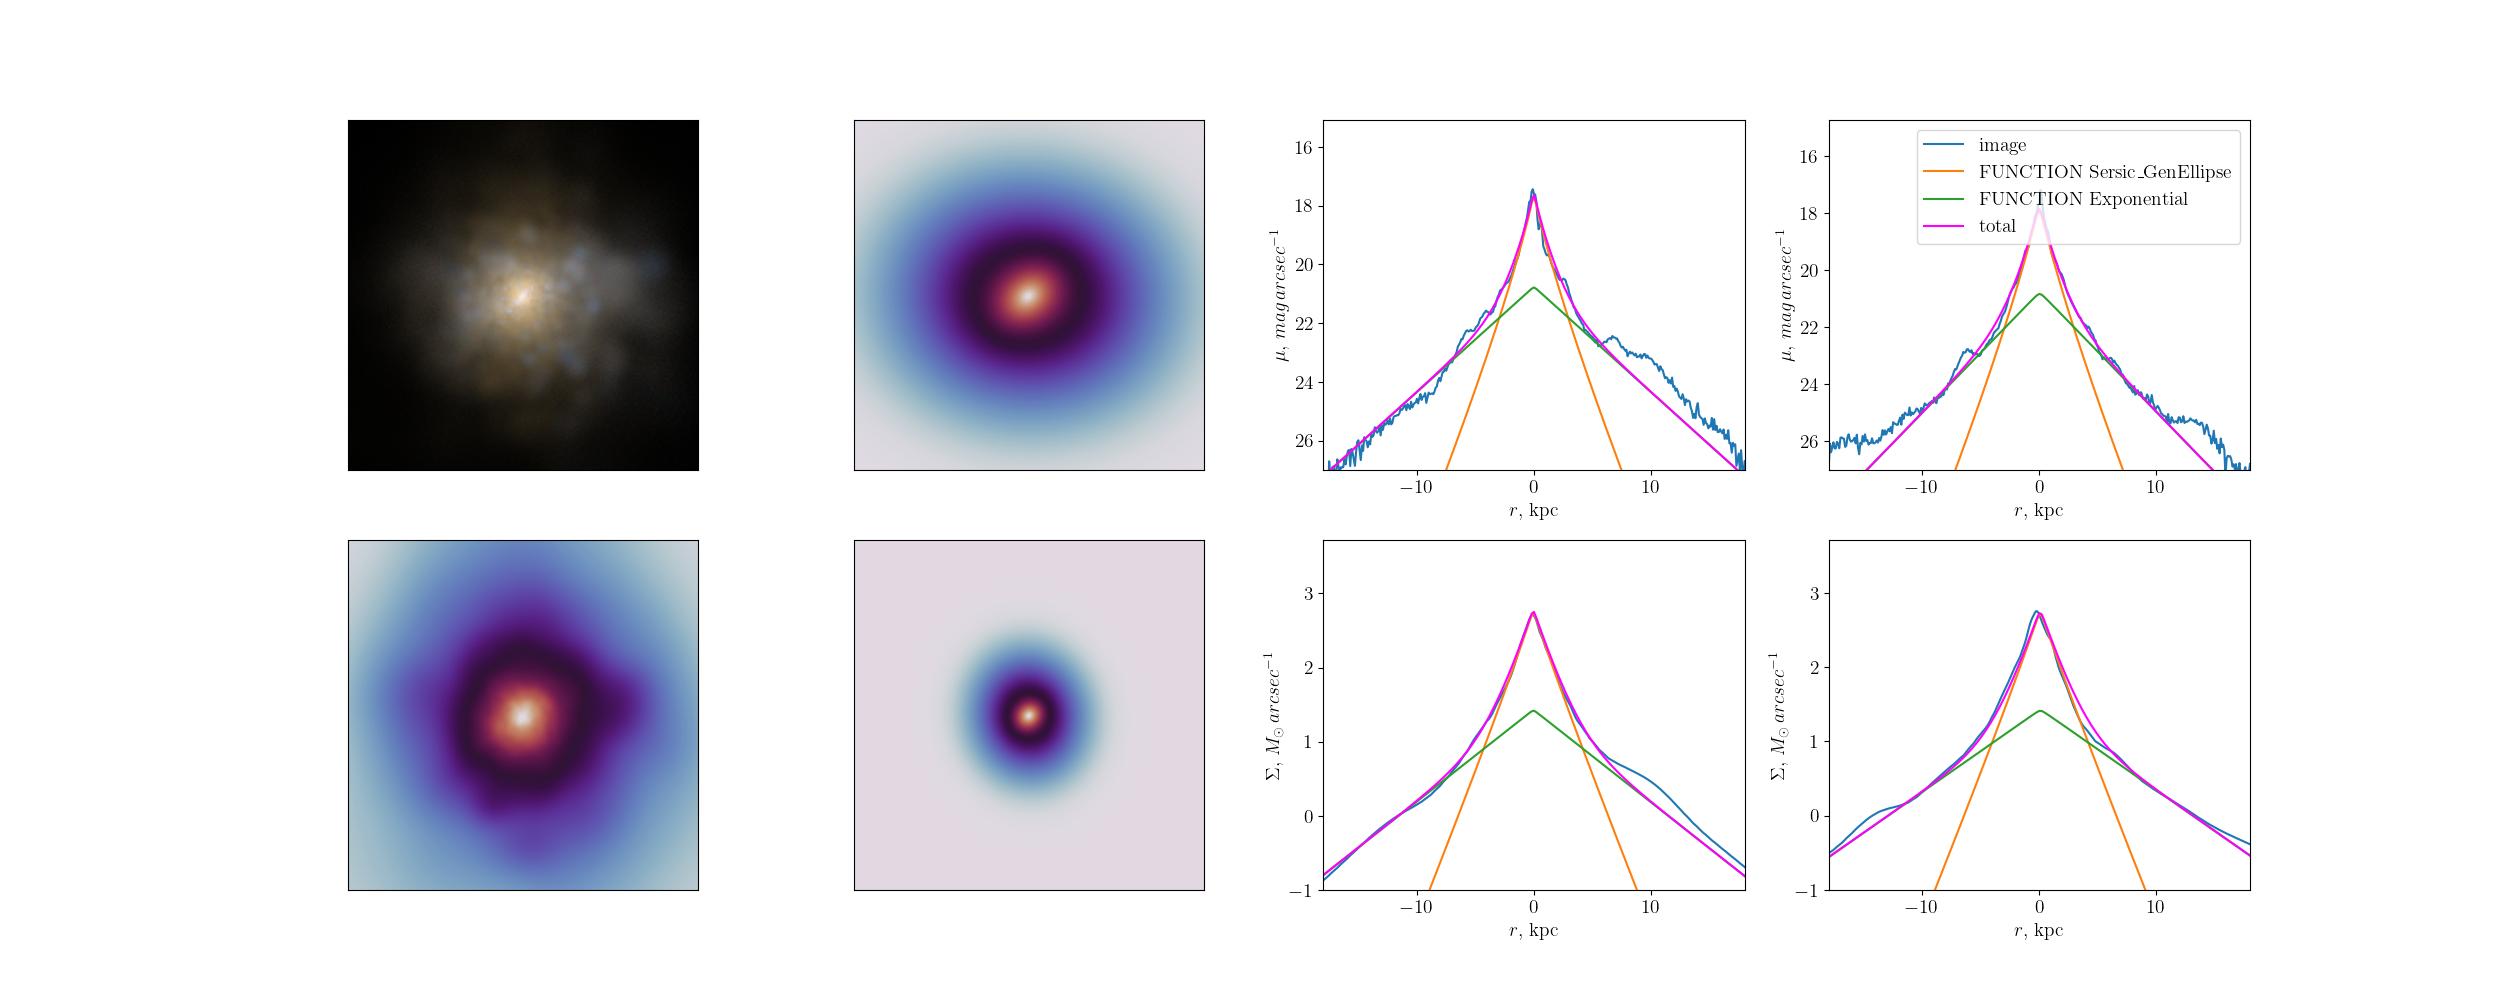 16
18
20
22
24
26
μ, mag arcsec⁻¹
−10 0 10
r, kpc
16
18
20
22
24
26
μ, mag arcsec⁻¹
image
FUNCTION Sersic_GenEllipse
FUNCTION Exponential
total
−10 0 10
r, kpc
3
2
1
0
−1
Σ, M⊙ arcsec⁻¹
−10 0 10
r, kpc
3
2
1
0
−1
Σ, M⊙ arcsec⁻¹
−10 0 10
r, kpc